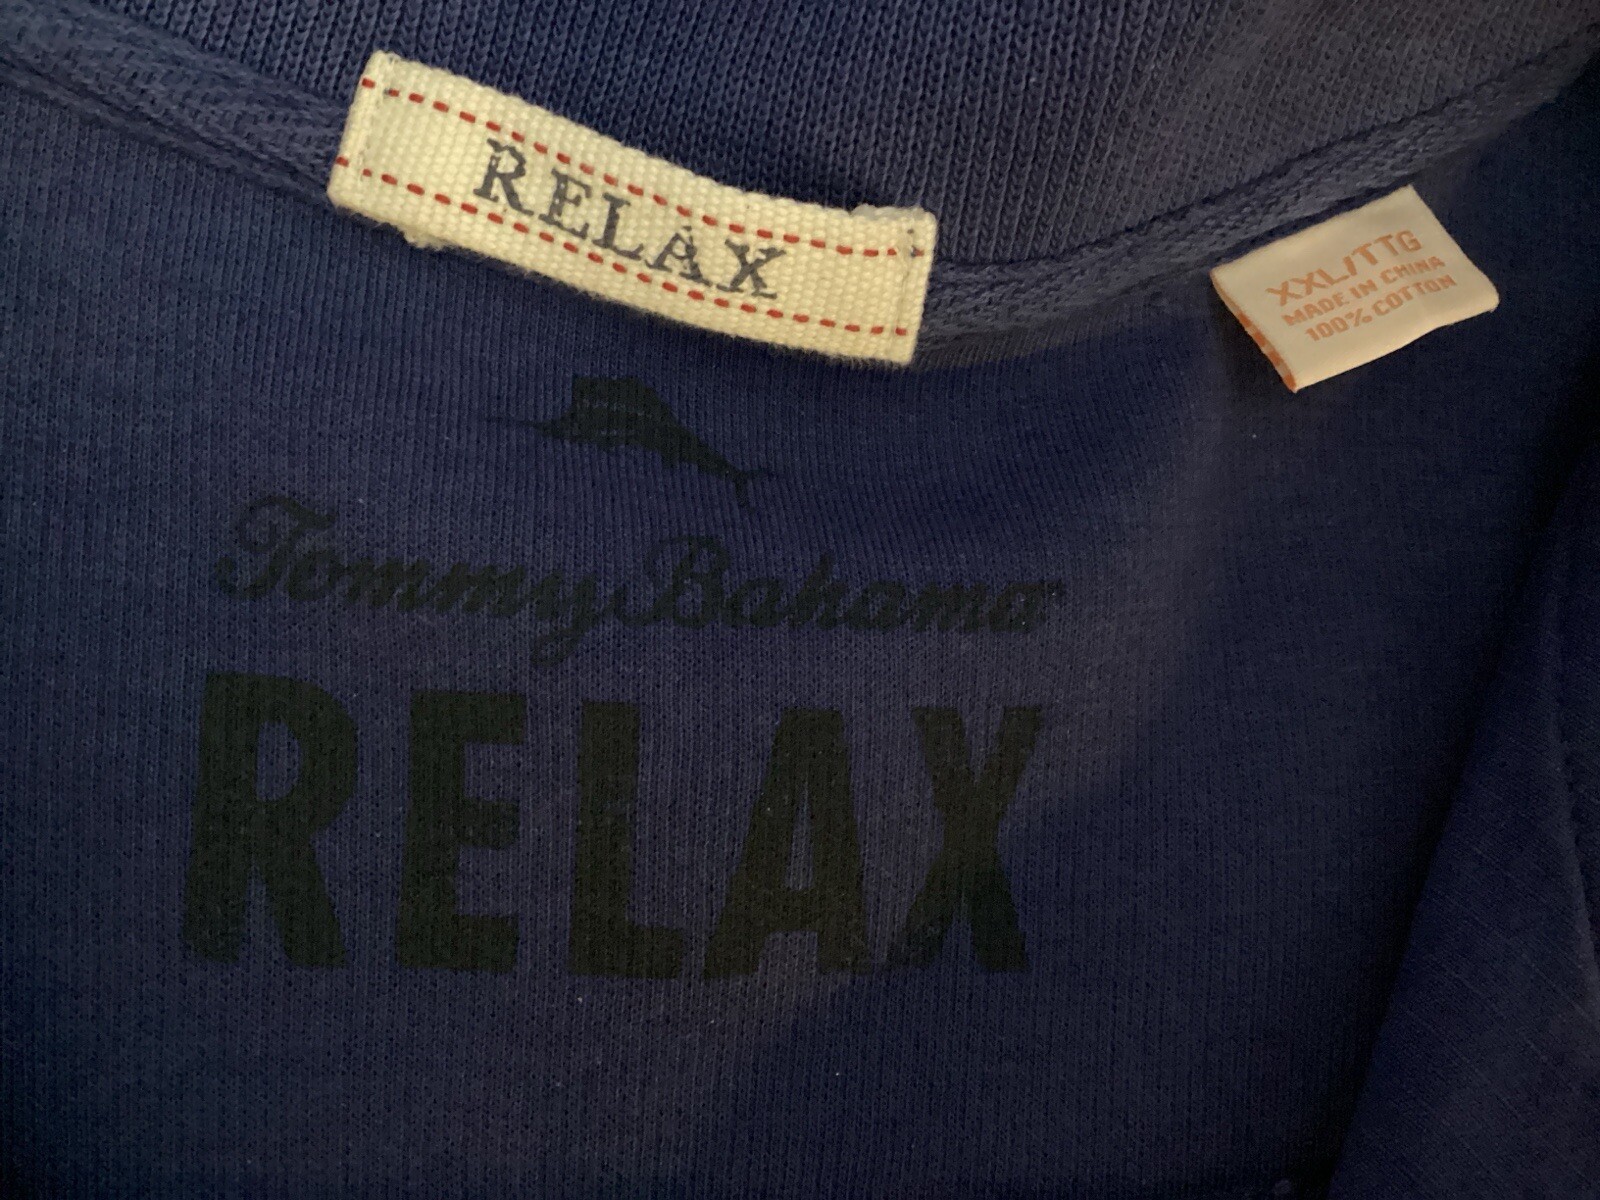 RELAX
XXL/TTG
MADE IN CHINA
100% COTTON
Tommy Bahama
RELAX